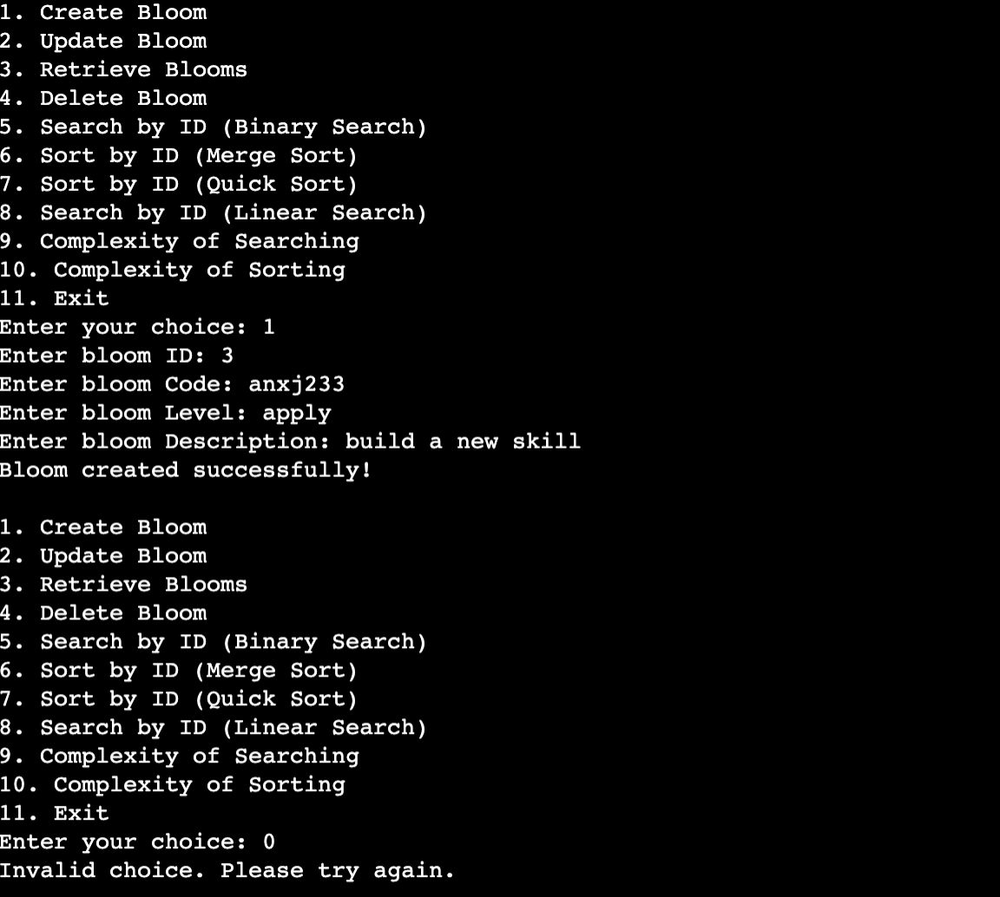 1. Create Bloom
2. Update Bloom
3. Retrieve Blooms
4. Delete Bloom
5. Search by ID (Binary Search)
6. Sort by ID (Merge Sort)
7. Sort by ID (Quick Sort)
8. Search by ID (Linear Search)
9. Complexity of Searching
10. Complexity of Sorting
11. Exit
Enter your choice: 1
Enter bloom ID: 3
Enter bloom Code: anxj233
Enter bloom Level: apply
Enter bloom Description: build a new skill
Bloom created successfully!
1. Create Bloom
2. Update Bloom
3. Retrieve Blooms
4. Delete Bloom
5. Search by ID (Binary Search)
6. Sort by ID (Merge Sort)
7. Sort by ID (Quick Sort)
8. Search by ID (Linear Search)
9. Complexity of Searching
10. Complexity of Sorting
11. Exit
Enter your choice: 0
Invalid choice. Please try again.